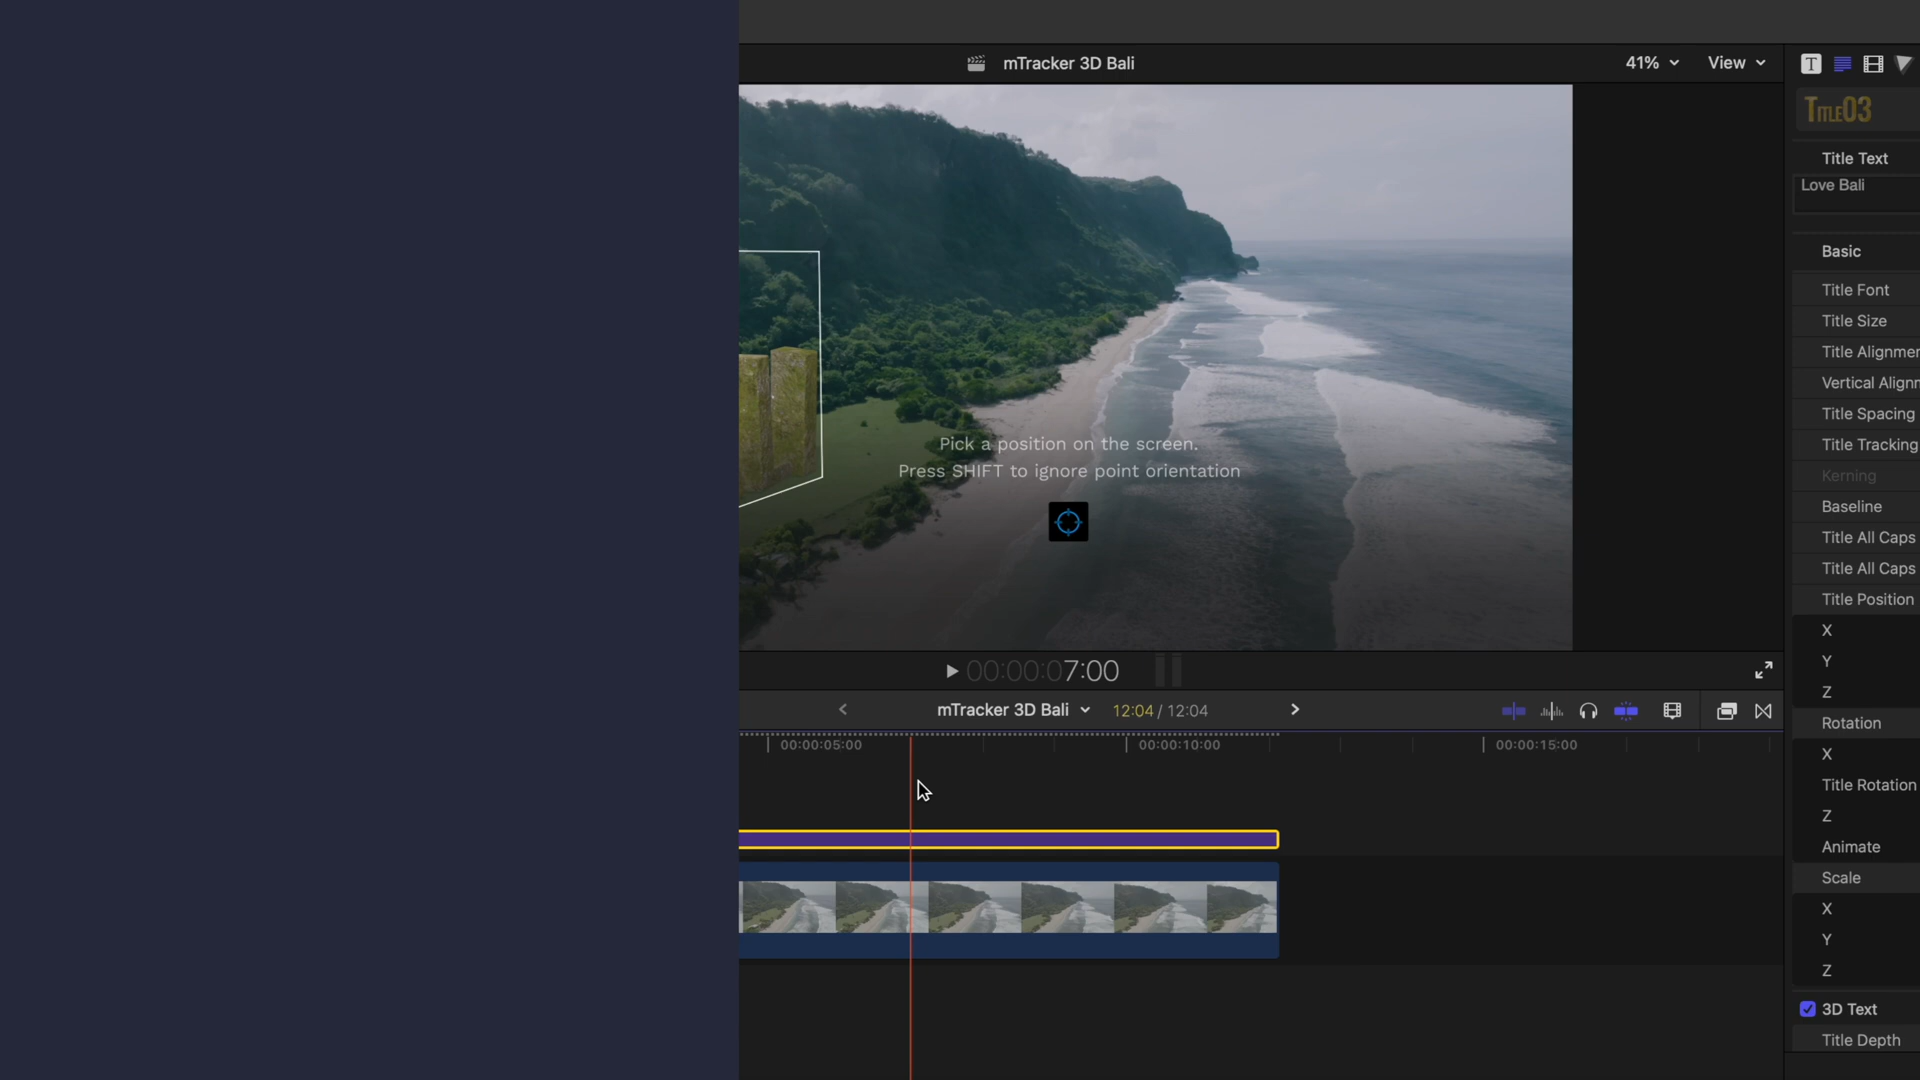 mTracker 3D Bali
41%
View
T
TITLE03
Title Text
Love Bali
Basic
Title Font
Title Size
Title Alignmer
Vertical Alignn
Title Spacing
Title Tracking
Kerning
Baseline
Title All Caps
Title All Caps
Title Position
X
Y
Z
Rotation
X
Title Rotation
Z
Animate
Scale
X
Y
Z
3D Text
Title Depth
Pick a position on the screen.
Press SHIFT to ignore point orientation
00:00:07:00
mTracker 3D Bali
12:04 / 12:04
00:00:05:00
00:00:10:00
00:00:15:00